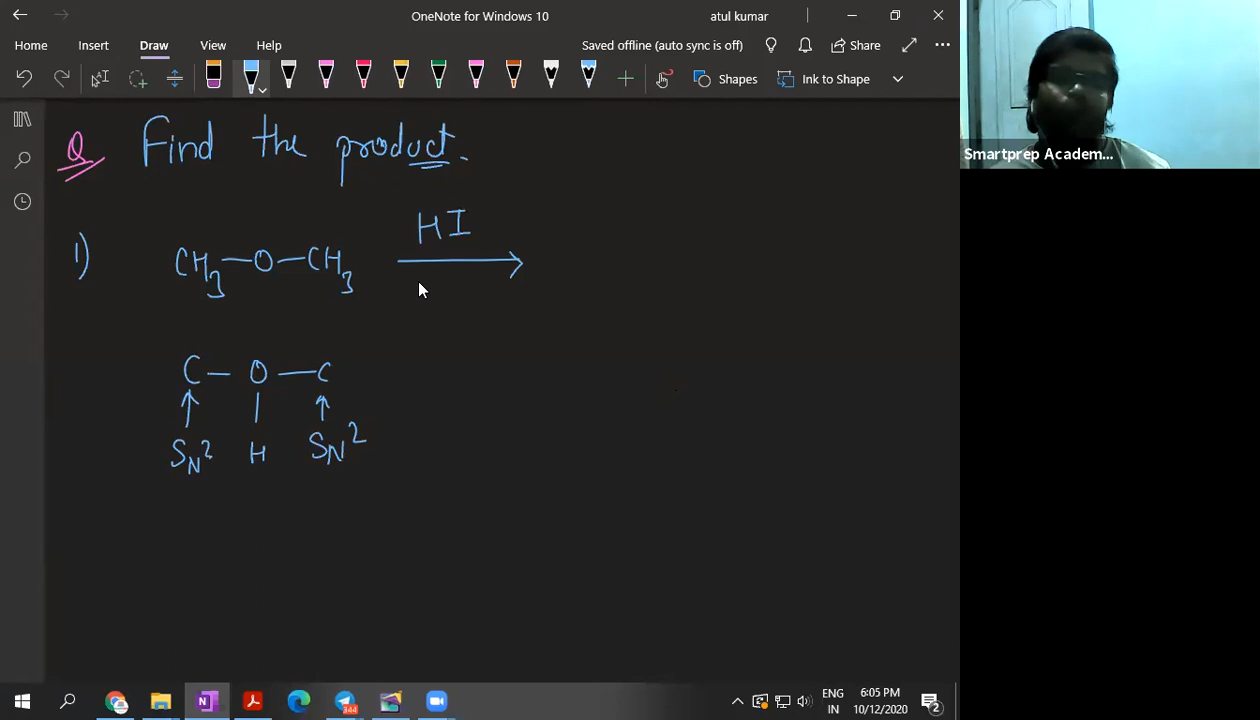 OneNote for Windows 10
atul kumar
Home Insert Draw View Help
Saved offline (auto sync is off)
Share
Shapes
Ink to Shape
Q Find the product.
HI
1) CH3-O-CH3
C-O-C
SN2 H SN2
Smartprep Academ...
344
ENG
IN
6:05 PM
10/12/2020
2